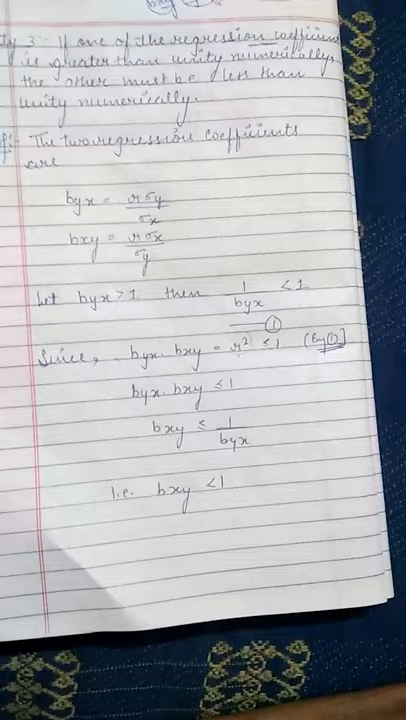 ty 3:- If one of the regression coefficient
is greater than unity numerically,
the other must be less than
unity numerically.
f:- The two regression coefficients
are
byx = rσy / σx
bxy = rσx / σy
Let byx > 1 then 1 / byx < 1
①
Since, byx. bxy = r² ≤ 1 (By ①]
byx. bxy ≤ 1
bxy ≤ 1 / byx
i.e. bxy < 1